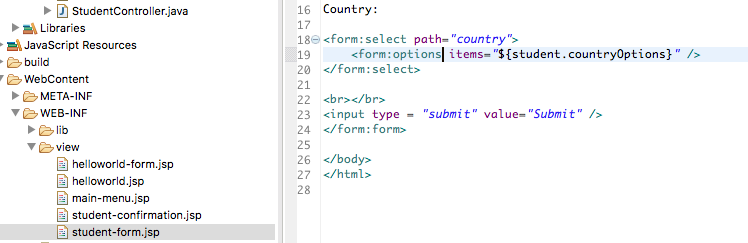 StudentController.java
Libraries
JavaScript Resources
build
WebContent
META-INF
WEB-INF
lib
view
helloworld-form.jsp
helloworld.jsp
main-menu.jsp
student-confirmation.jsp
student-form.jsp
16 Country:
17
18 <form:select path="country">
19 <form:options items="${student.countryOptions}" />
20 </form:select>
21
22 <br></br>
23 <input type = "submit" value="Submit" />
24 </form:form>
25
26 </body>
27 </html>
28